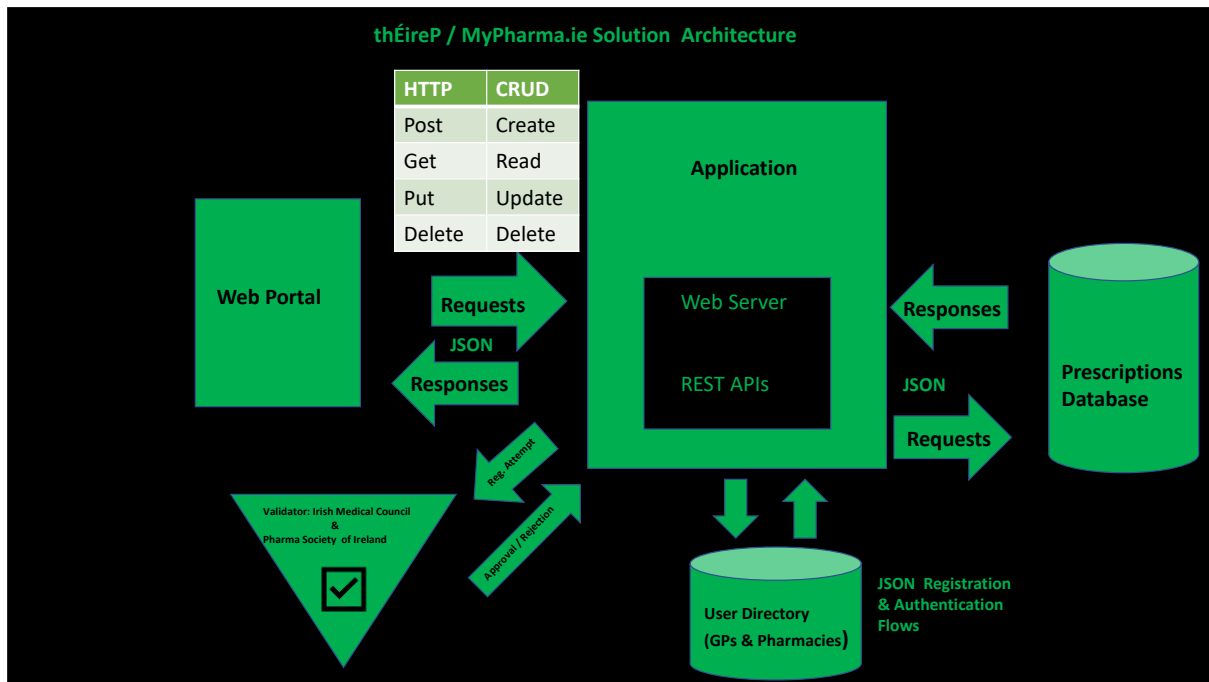 thÉireP / MyPharma.ie Solution Architecture
HTTP CRUD
Post Create
Get Read
Put Update
Delete Delete
Application
Web Portal
Requests
JSON
Responses
Web Server
REST APIs
Responses
JSON
Requests
Prescriptions
Database
Reg. Attempt
Approval / Rejection
Validator: Irish Medical Council
&
Pharma Society of Ireland
User Directory
(GPs & Pharmacies)
JSON Registration
& Authentication
Flows